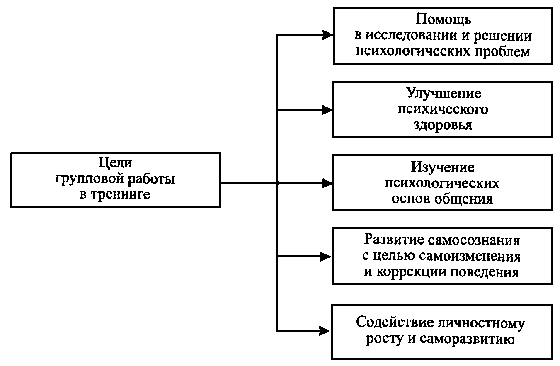 Помощь
в исследовании и решении
психологических проблем
Улучшение
психического
здоровья
Цели
групповой работы
в тренинге
Изучение
психологических
основ общения
Развитие самосознания
с целью самоизменения
и коррекции поведения
Содействие личностному
росту и саморазвитию